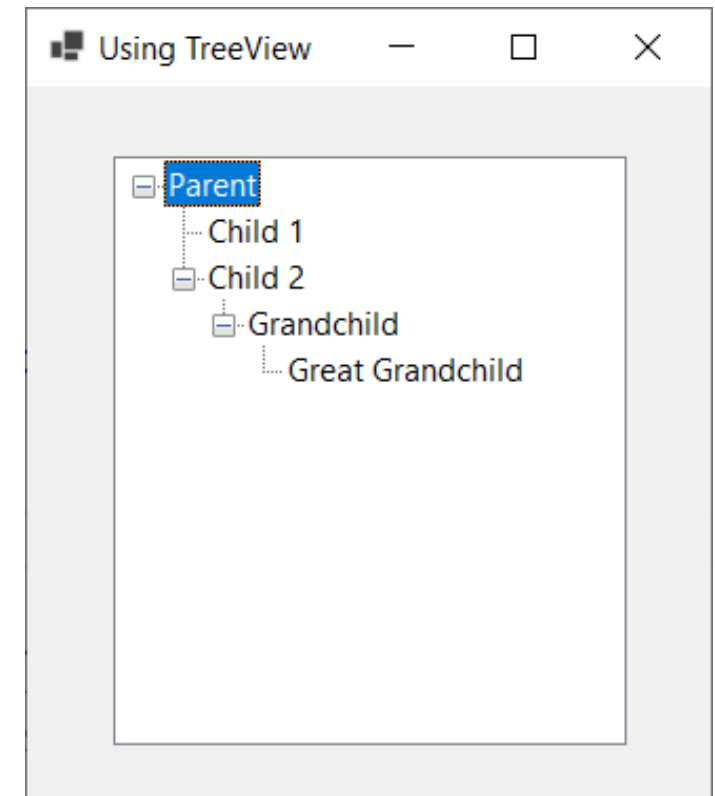 Using TreeView
Parent
Child 1
Child 2
Grandchild
Great Grandchild